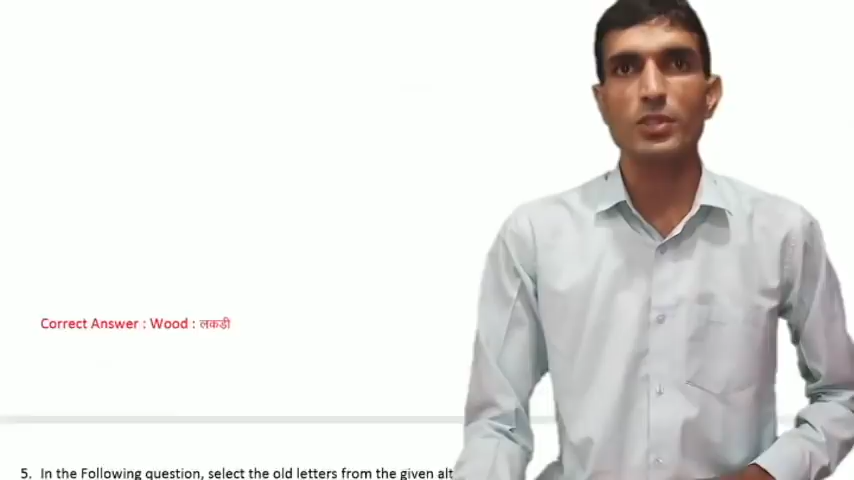 Correct Answer : Wood : लकडी
5. In the Following question, select the old letters from the given alt